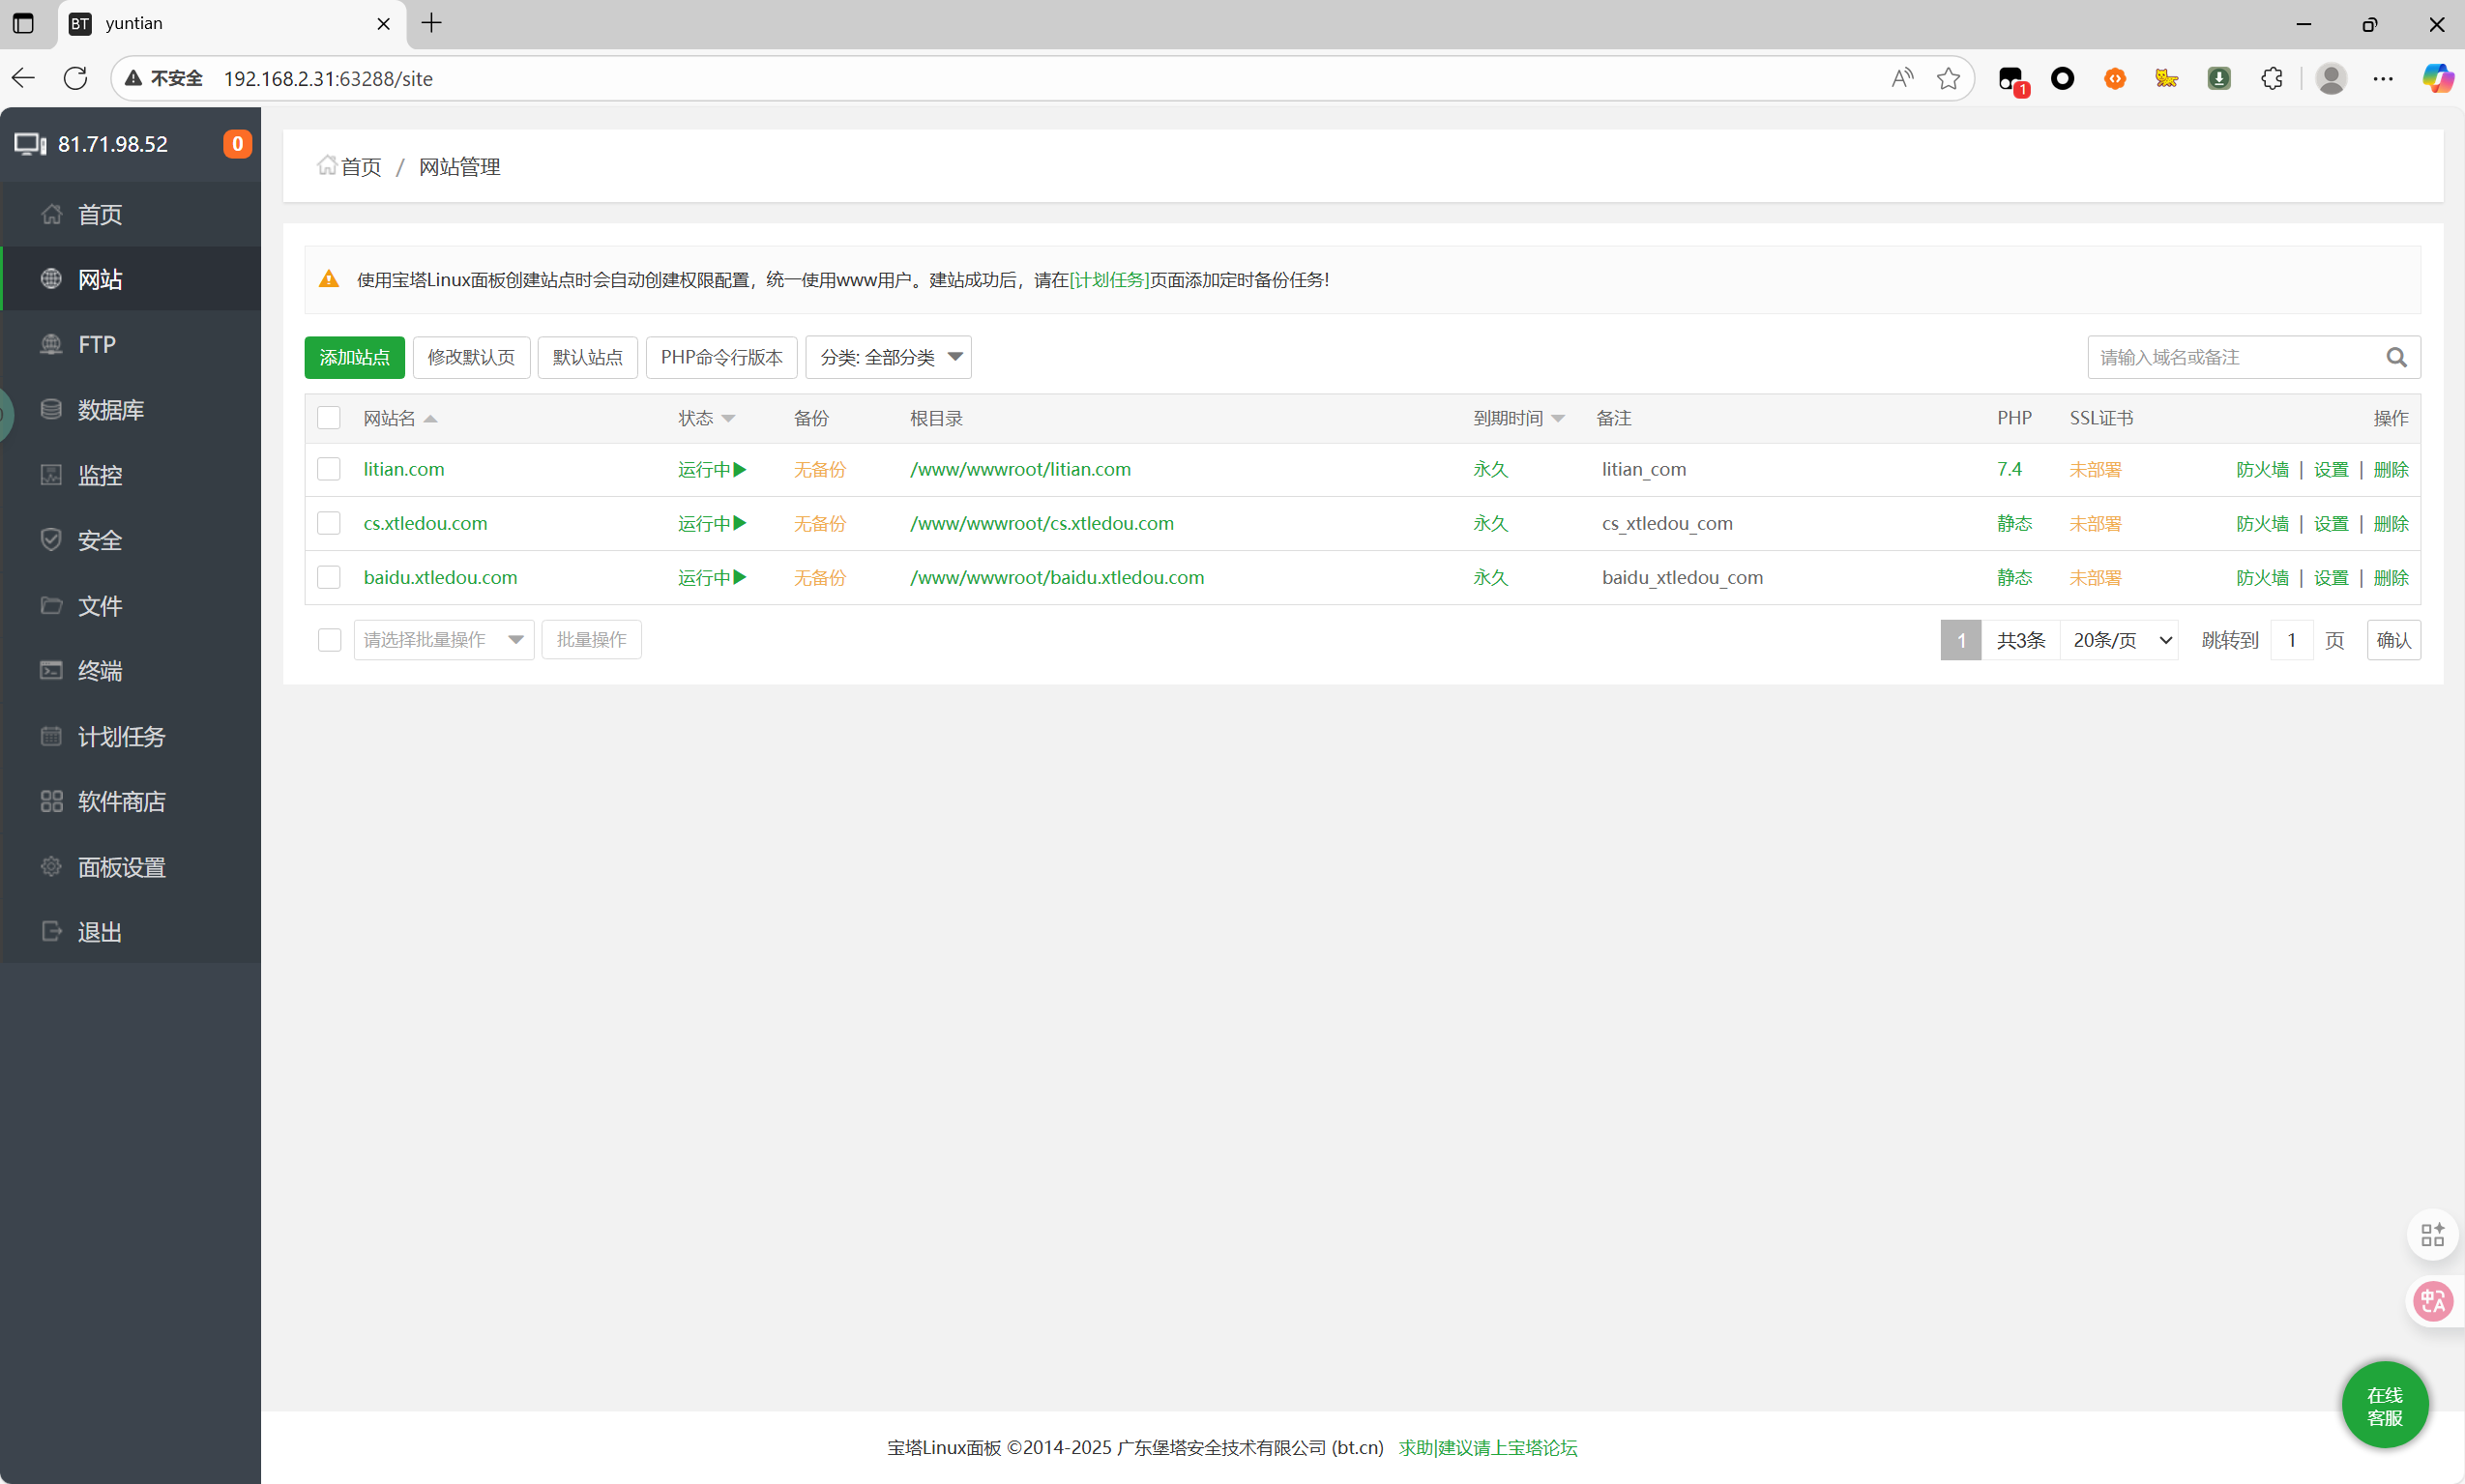 BT yuntian
不安全 192.168.2.31:63288/site
1
81.71.98.52 0
首页
网站
FTP
数据库
监控
安全
文件
终端
计划任务
软件商店
面板设置
退出
首页 / 网站管理
使用宝塔Linux面板创建站点时会自动创建权限配置，统一使用www用户。建站成功后，请在[计划任务]页面添加定时备份任务!
添加站点 修改默认页 默认站点 PHP命令行版本 分类: 全部分类 请输入域名或备注
网站名 状态 备份 根目录 到期时间 备注 PHP SSL证书 操作
litian.com 运行中 无备份 /www/wwwroot/litian.com 永久 litian_com 7.4 未部署 防火墙 | 设置 | 删除
cs.xtledou.com 运行中 无备份 /www/wwwroot/cs.xtledou.com 永久 cs_xtledou_com 静态 未部署 防火墙 | 设置 | 删除
baidu.xtledou.com 运行中 无备份 /www/wwwroot/baidu.xtledou.com 永久 baidu_xtledou_com 静态 未部署 防火墙 | 设置 | 删除
请选择批量操作 批量操作 1 共3条 20条/页 跳转到 1 页 确认
中 A
在线
客服
宝塔Linux面板 ©2014-2025 广东堡塔安全技术有限公司 (bt.cn) 求助|建议请上宝塔论坛